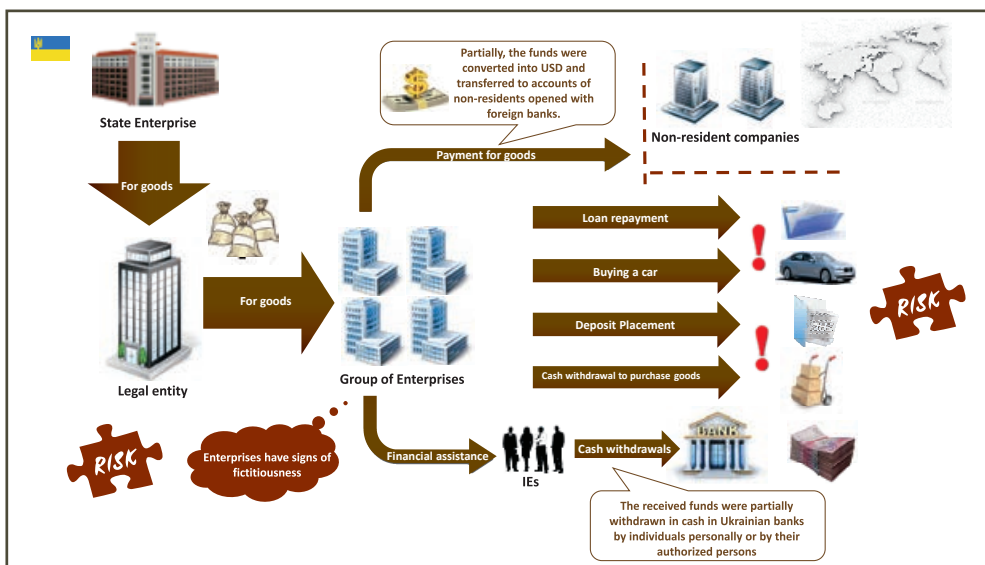 Partially, the funds were
converted into USD and
transferred to accounts of
non-residents opened with
foreign banks.
State Enterprise
Non-resident companies
Payment for goods
For goods
Loan repayment
For goods
Buying a car
RISK
Deposit Placement
Group of Enterprises
Cash withdrawal to purchase goods
Legal entity
RISK
Enterprises have signs of
fictitiousness
Financial assistance
IEs
Cash withdrawals
BANK
The received funds were partially
withdrawn in cash in Ukrainian banks
by individuals personally or by their
authorized persons